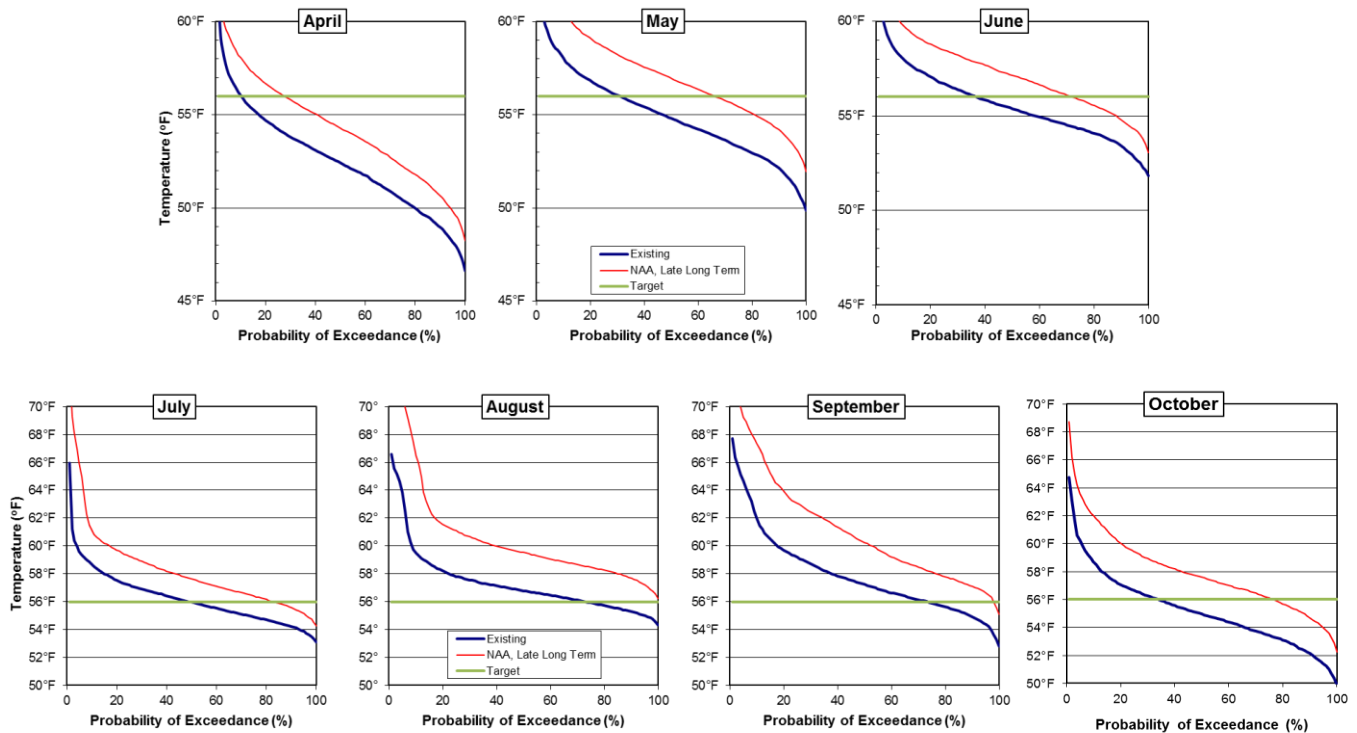 April
May
June
Temperature (°F)
60°F
55°F
50°F
45°F
0 20 40 60 80 100
Probability of Exceedance (%)
60°F
55°F
50°F
45°F
Existing
NAA, Late Long Term
Target
0 20 40 60 80 100
Probability of Exceedance (%)
60°F
55°F
50°F
45°F
0 20 40 60 80 100
Probability of Exceedance (%)
July
August
September
October
Temperature (°F)
70°F
68°F
66°F
64°F
62°F
60°F
58°F
56°F
54°F
52°F
50°F
0 20 40 60 80 100
Probability of Exceedance (%)
70°
68°F
66°F
64°F
62°
60°F
58°F
56°
54°F
52°F
50°
Existing
NAA, Late Long Term
Target
0 20 40 60 80 100
Probability of Exceedance (%)
70°F
68°F
66°F
64°F
62°F
60°F
58°F
56°F
54°F
52°F
50°F
0 20 40 60 80 100
Probability of Exceedance (%)
70°F
68°F
66°F
64°F
62°F
60°F
58°F
56°F
54°F
52°F
50°F
0 20 40 60 80 100
Probability of Exceedance (%)